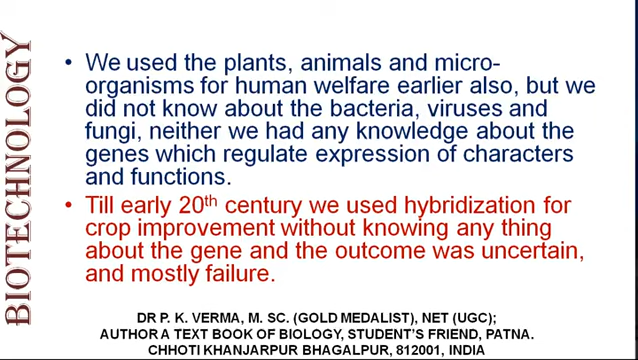 BIOTECHNOLOGY
• We used the plants, animals and micro-
organisms for human welfare earlier also, but we
did not know about the bacteria, viruses and
fungi, neither we had any knowledge about the
genes which regulate expression of characters
and functions.
• Till early 20th century we used hybridization for
crop improvement without knowing any thing
about the gene and the outcome was uncertain,
and mostly failure.
DR P. K. VERMA, M. SC. (GOLD MEDALIST), NET (UGC);
AUTHOR A TEXT BOOK OF BIOLOGY, STUDENT'S FRIEND, PATNA.
CHHOTI KHANJARPUR BHAGALPUR, 812001, INDIA